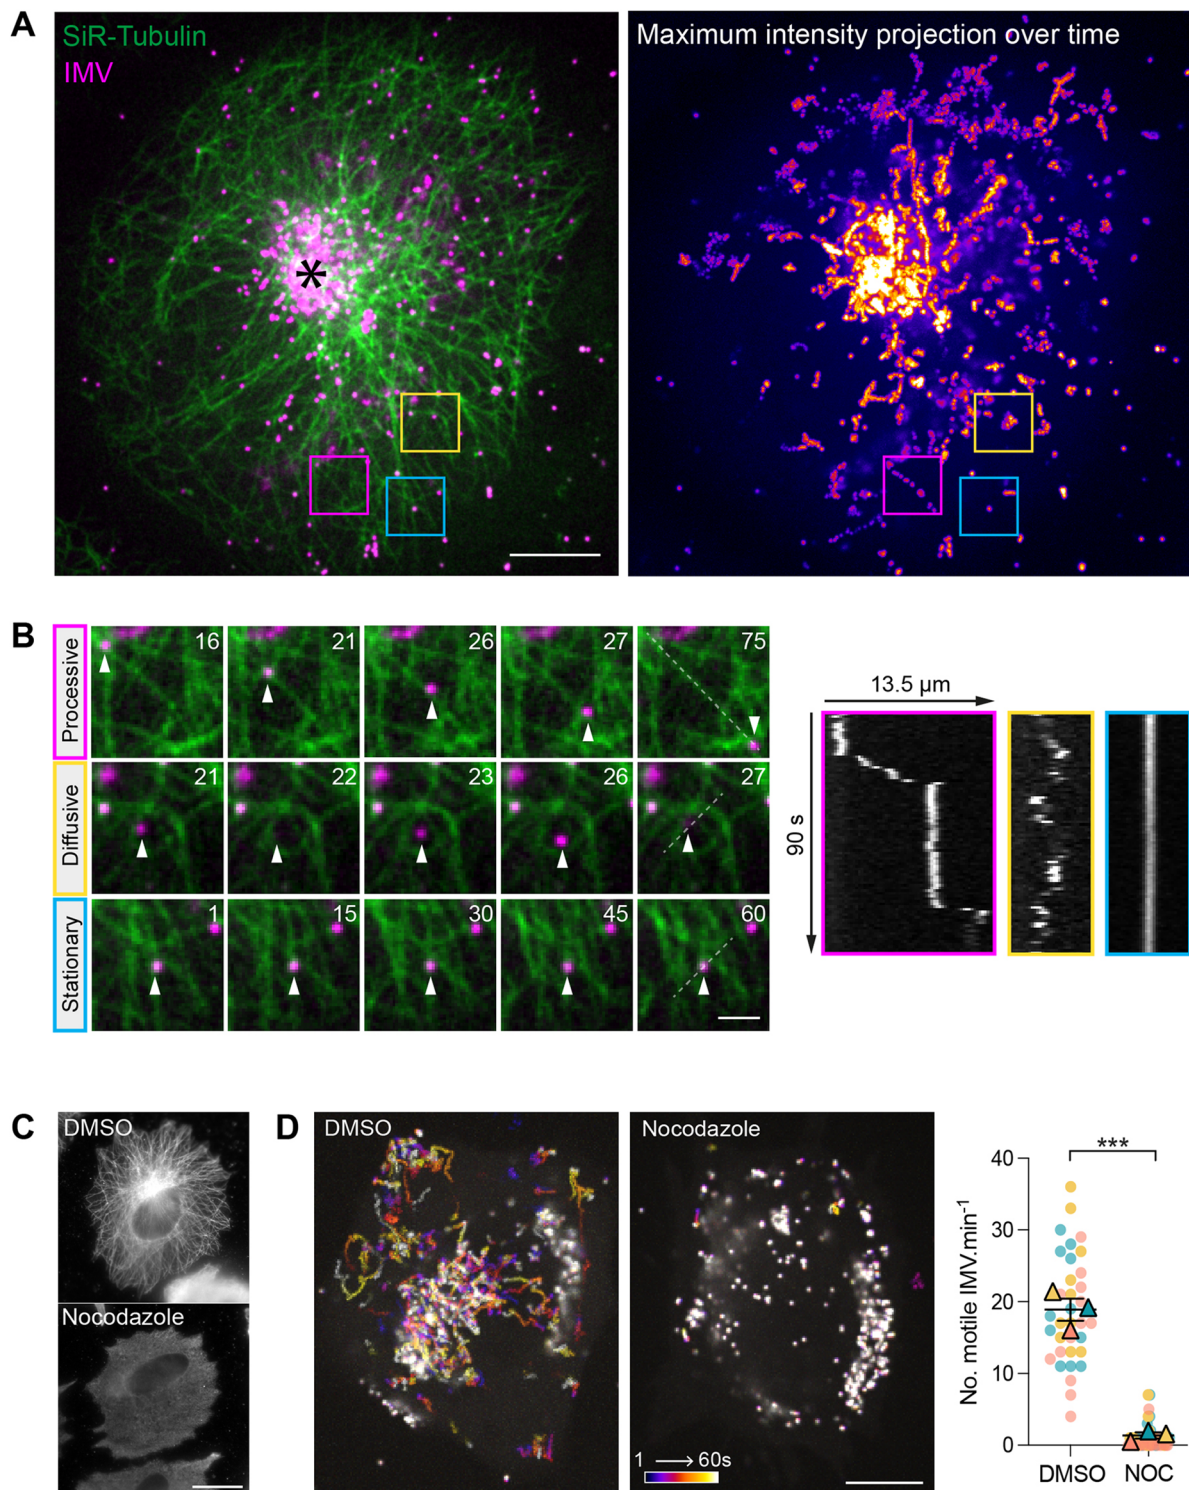 A
SiR-Tubulin
IMV
*
Maximum intensity projection over time
B
Processive
16
21
26
27
75
Diffusive
21
22
23
26
27
Stationary
1
15
30
45
60
13.5 µm
90 s
C
DMSO
Nocodazole
D
DMSO
Nocodazole
1 → 60s
***
No. motile IMV.min⁻¹
40
30
20
10
0
DMSO
NOC